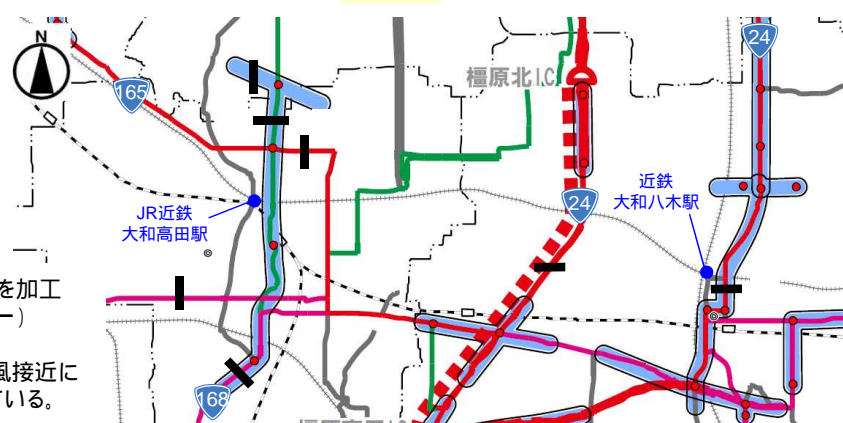 N
24
165
橿原北I.C
JR近鉄
大和高田駅
近鉄
大和八木駅
24
を加工
ー）
風接近に
ている。
168